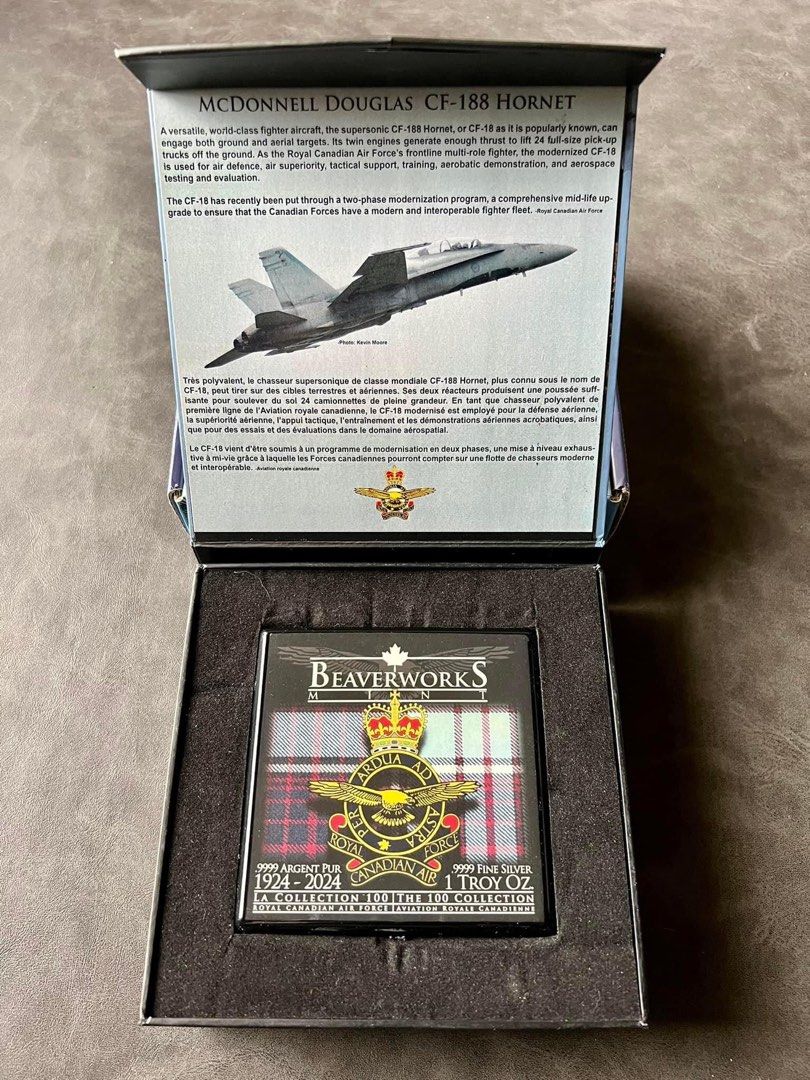 McDonnell Douglas CF-188 Hornet
A versatile, world-class fighter aircraft, the supersonic CF-188 Hornet, or CF-18 as it is popularly known, can
engage both ground and aerial targets. Its twin engines generate enough thrust to lift 24 full-size pick-up
trucks off the ground. As the Royal Canadian Air Force's frontline multi-role fighter, the modernized CF-18
is used for air defence, air superiority, tactical support, training, aerobatic demonstration, and aerospace
testing and evaluation.
The CF-18 has recently been put through a two-phase modernization program, a comprehensive mid-life up-
grade to ensure that the Canadian Forces have a modern and interoperable fighter fleet. -Royal Canadian Air Force
-Photo: Kevin Moore
Très polyvalent, le chasseur supersonique de classe mondiale CF-188 Hornet, plus connu sous le nom de
CF-18, peut tirer sur des cibles terrestres et aériennes. Ses deux réacteurs produisent une poussée suff-
isante pour soulever du sol 24 camionnettes de pleine grandeur. En tant que chasseur polyvalent de
première ligne de l'Aviation royale canadienne, le CF-18 modernisé est employé pour la défense aérienne,
la supériorité aérienne, l'appui tactique, l'entraînement et les démonstrations aériennes acrobatiques, ainsi
que pour des essais et des évaluations dans le domaine aérospatial.
Le CF-18 vient d'être soumis à un programme de modernisation en deux phases, une mise à niveau exhaus-
tive à mi-vie grâce à laquelle les Forces canadiennes pourront compter sur une flotte de chasseurs moderne
et interopérable. -Aviation royale canadienne
BeaverworkS
MINT
PER ARDUA AD ASTRA
ROYAL CANADIAN AIR FORCE
.9999 Argent Pur
1924 - 2024
.9999 Fine Silver
1 Troy Oz.
La Collection 100 | The 100 Collection
Royal Canadian Air Force | Aviation Royale Canadienne